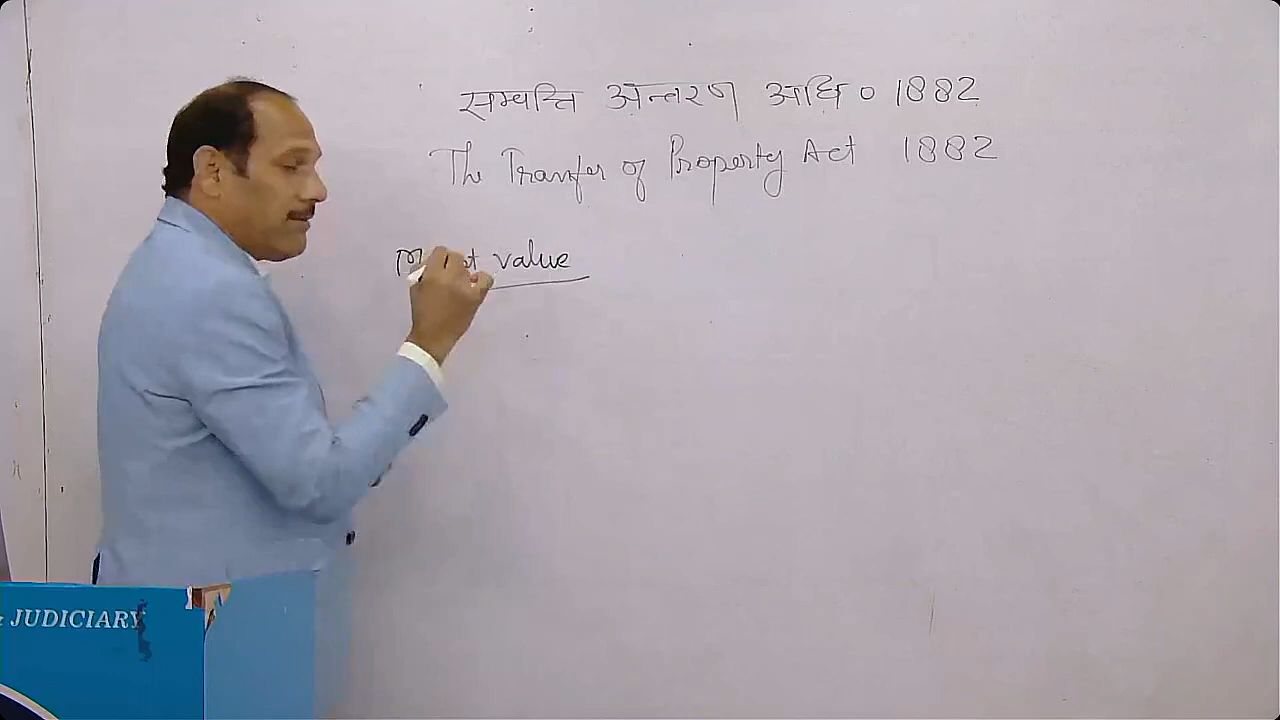 सम्पत्ति अन्तरण अधि० 1882
The Transfer of Property Act 1882
value
JUDICIARY